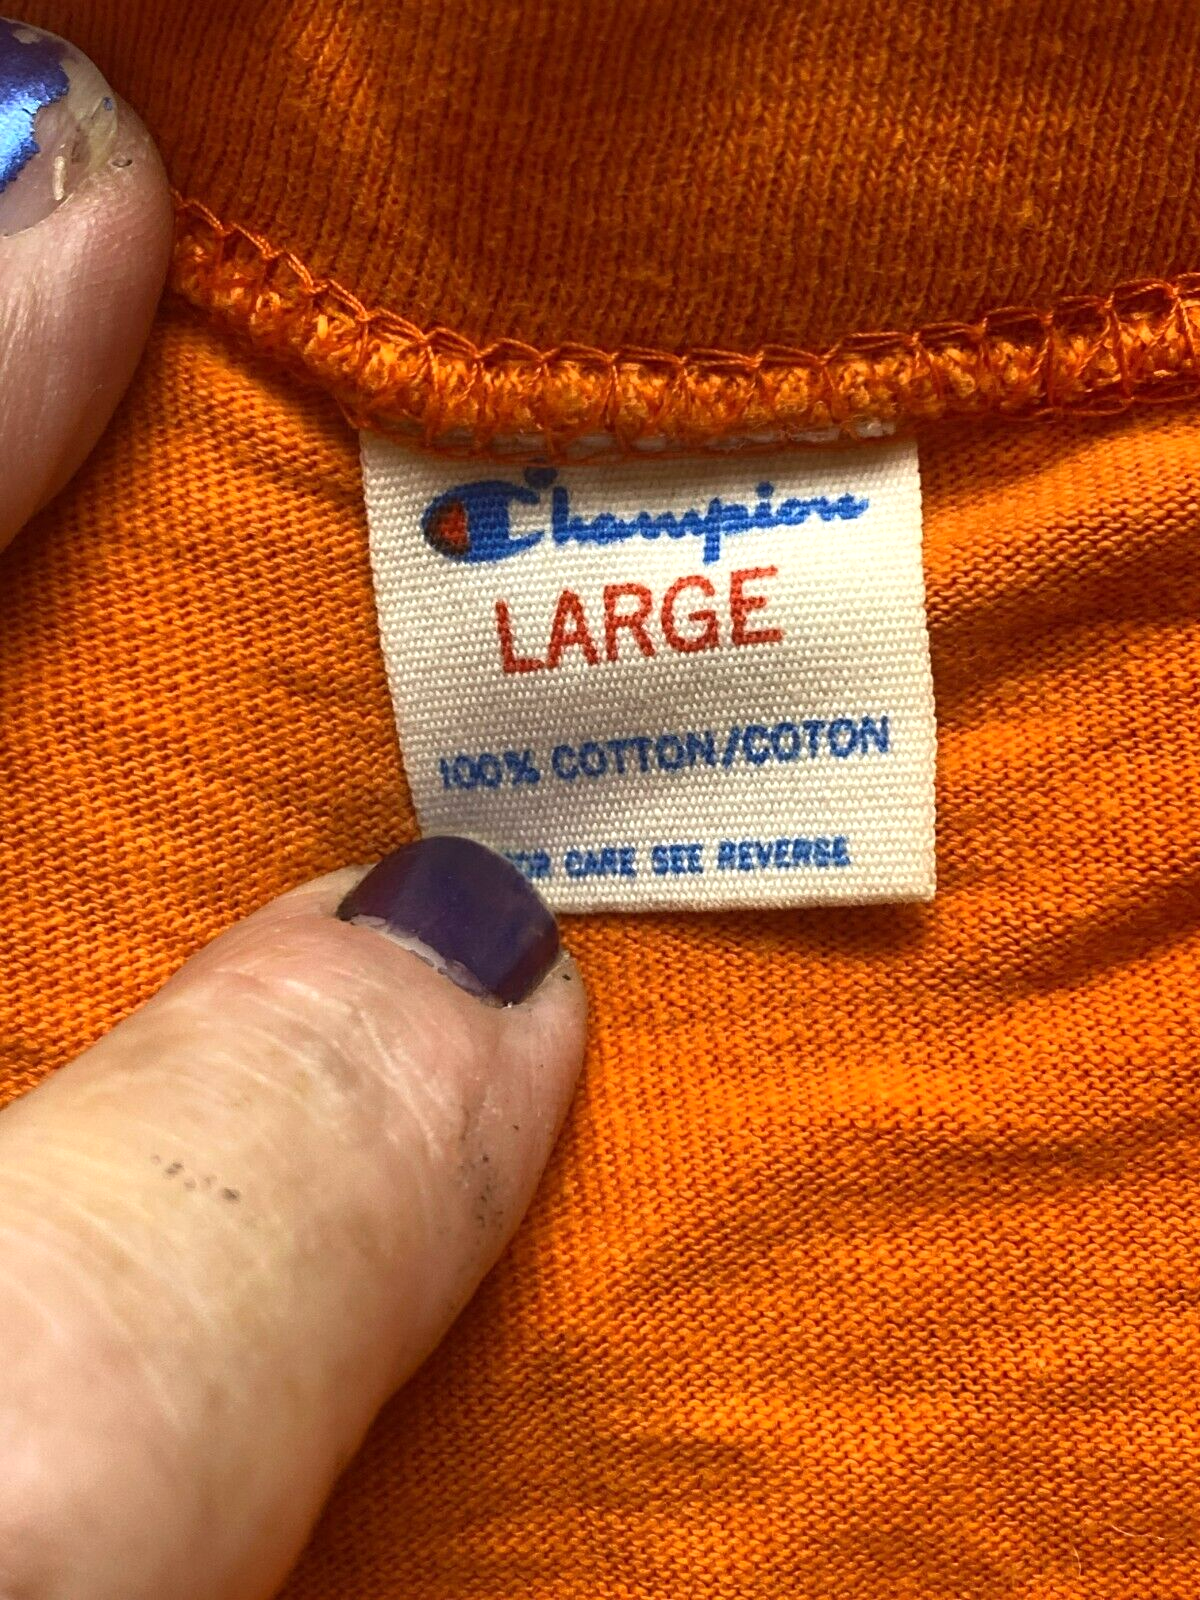 Champion
LARGE
100% COTTON/COTON
CARE SEE REVERSE